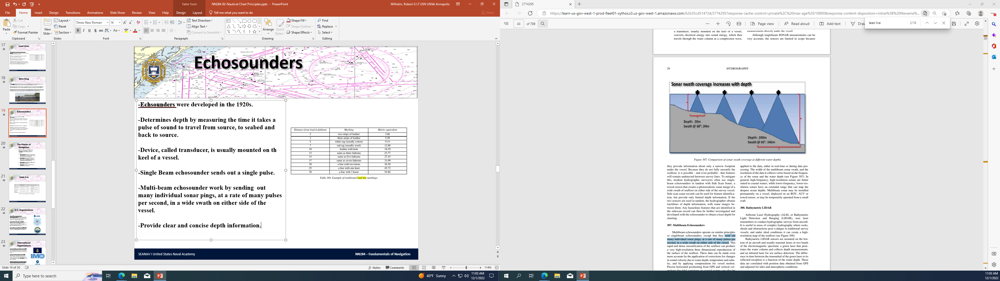 Table Tools
NN284-02-Nautical Chart Principles.pptx - PowerPoint
Wilhelm, Robert G LT USN USNA Annapolis
File Home Insert Design Transitions Animations Slide Show Review View Help Design Layout Tell me what you want to do Share
Paste
Cut
Copy
Format Painter
Clipboard
New Slide
Layout
Reset
Section
Slides
Times New Roman 16
Font
Text Direction
Align Text
Convert to SmartArt
Paragraph
Arrange
Quick Styles
Shape Fill
Shape Outline
Shape Effects
Drawing
Find
Replace
Select
Editing
17
Lead Lines
18
Wire Drag
19
Echosounders
20
The Phases of
Navigation
21
Table 3-A
22
U.S. Organizations
23
International
Organizations
IMO
IALA
Echosounders
-Echsounders were developed in the 1920s.
-Determines depth by measuring the time it takes a
pulse of sound to travel from source, to seabed and
back to source.
-Device, called transducer, is usually mounted on th
keel of a vessel.
-Single Beam echosounder sends out a single pulse.
-Multi-beam echosounder work by sending  out
many individual sonar pings, at a rate of many pulses
per second, in a wide swath on either side of the
vessel.
-Provide clear and concise depth information.
Distance from lead in fathoms Marking Metric equivalent
2 two strips of leather 3.66
3 three strips of leather 5.49
5 white rag (usually cotton) 9.14
7 red rag (usually wool) 12.80
10 leather with hole 18.29
13 same as three fathoms 23.77
15 same as five fathoms 27.43
17 same as seven fathoms 31.09
20 a line with two knots 36.58
25 a line with one knot 45.72
30 a line with 3 knots 54.86
Table 304. Example of traditional lead line markings.
SEANAV I United States Naval Academy
NN284 – Fundamentals of Navigation
Slide 19 of 30
Notes Comments 114%
Type here to search
40°F Sunny
11:03 AM
12/1/2022
2774295
https://learn-us-gov-west-1-prod-fleet01-xythos.s3.us-gov-west-1.amazonaws.com/62b35cd514724/2774295?response-cache-control=private%2C%20max-age%3D10800&response-content-disposition=inline%3B%20filename%...
43 of 789
Page view Read aloud Add text Draw
lead line 2/18
a transducer, usually mounted on the keel of a vessel,
converts electrical energy into sound energy, which then
travels through the water column as a compression wave,
measurements directly under the vessel.
Although singlebeam SONAR measurements can be
very accurate, the sensors are limited in scope because
29 HYDROGRAPHY
Sonar swath coverage increases with depth
Depth: 20m
Swath @ 60°: 34m
Depth: 200m
Swath @ 60°: 346m
Figure 307. Comparison of sonar swath coverage at different water depths.
they provide information about only a narrow footprint
under the vessel. Because they do not fully ensonify the
seafloor, it is possible - and even probable - that features
will remain undetected between survey lines. To mitigate
this, modern hydrographic surveyors often use single-
beam echosounders in tandem with Side Scan Sonar, a
towed sensor that creates a photorealistic sonar image of a
wide swath of seafloor on either side of the survey vessel.
Side scan sonar records can be used for feature identifica-
tion, but provide only limited depth information. If the
two sensors are used in tandem, the hydrographer obtains
tracklines of depth information, with sonar images be-
tween them. Any hazardous features that are identified in
the sidescan record can then be further investigated and
developed with the echosounder to obtain a least depth for
charting.
307. Multibeam Echosounders
Multibeam echosounders operate on similar principles
to singlebeam echosounders, except that they send out
many individual sonar pings, at a rate of many pulses per
second, in a wide swath on either side of the vessel. This
rapid and dense ensonification of the seafloor can produce
a very high-resolution three dimensional reproduction of
the surface of the seafloor. These data can be made even
more accurate by the application of corrections for changes
in sound velocity due to water depth, temperature and salin-
ity, and by applying compensation for vessel motion.
Precise horizontal positioning from GPS and vertical cor-
applied to the data, either in real-time or during data pro-
cessing. The width of the multibeam sonar swath, and the
resolution of the data it collects varies based on the frequen-
cy of the sonar and the water depth (see Figure 307). In
general, high-frequency, high-resolution sonars are better
suited to coastal waters, while lower-frequency, lower-res-
olution sonars have an extended range that can map the
deepest ocean depths. Multibeam sonar may be installed
permanently on a vessel, deployed on an ROV, AUV or
towed sensor, or may be temporarily operated from a small
craft.
308. Bathymetric LIDAR
Airborne Laser Hydrography (ALH), or Bathymetric
Light Detection and Ranging (LIDAR), uses laser
transmitters to conduct hydrographic surveys from aircraft.
It is useful in areas of complex hydrography where rocks,
shoals and obstructions pose a danger to traditional survey
vessels, and under ideal conditions it can create a high-
resolution map of the seafloor (see Figure 309).
Bathymetric LIDAR sensors are mounted on the bot-
tom of an aircraft and usually transmit lasers in two bands
of the electromagnetic spectrum: a green laser that pene-
trates the water column and collects depth measurements,
and an infrared laser for sea surface detection. The differ-
ence in time between the transmittal of the green laser to its
reflected reception is a function of the water depth. These
data are correlated with position data obtained from GPS
and adjusted for tides and atmospheric conditions.
11:03 AM
12/1/2022